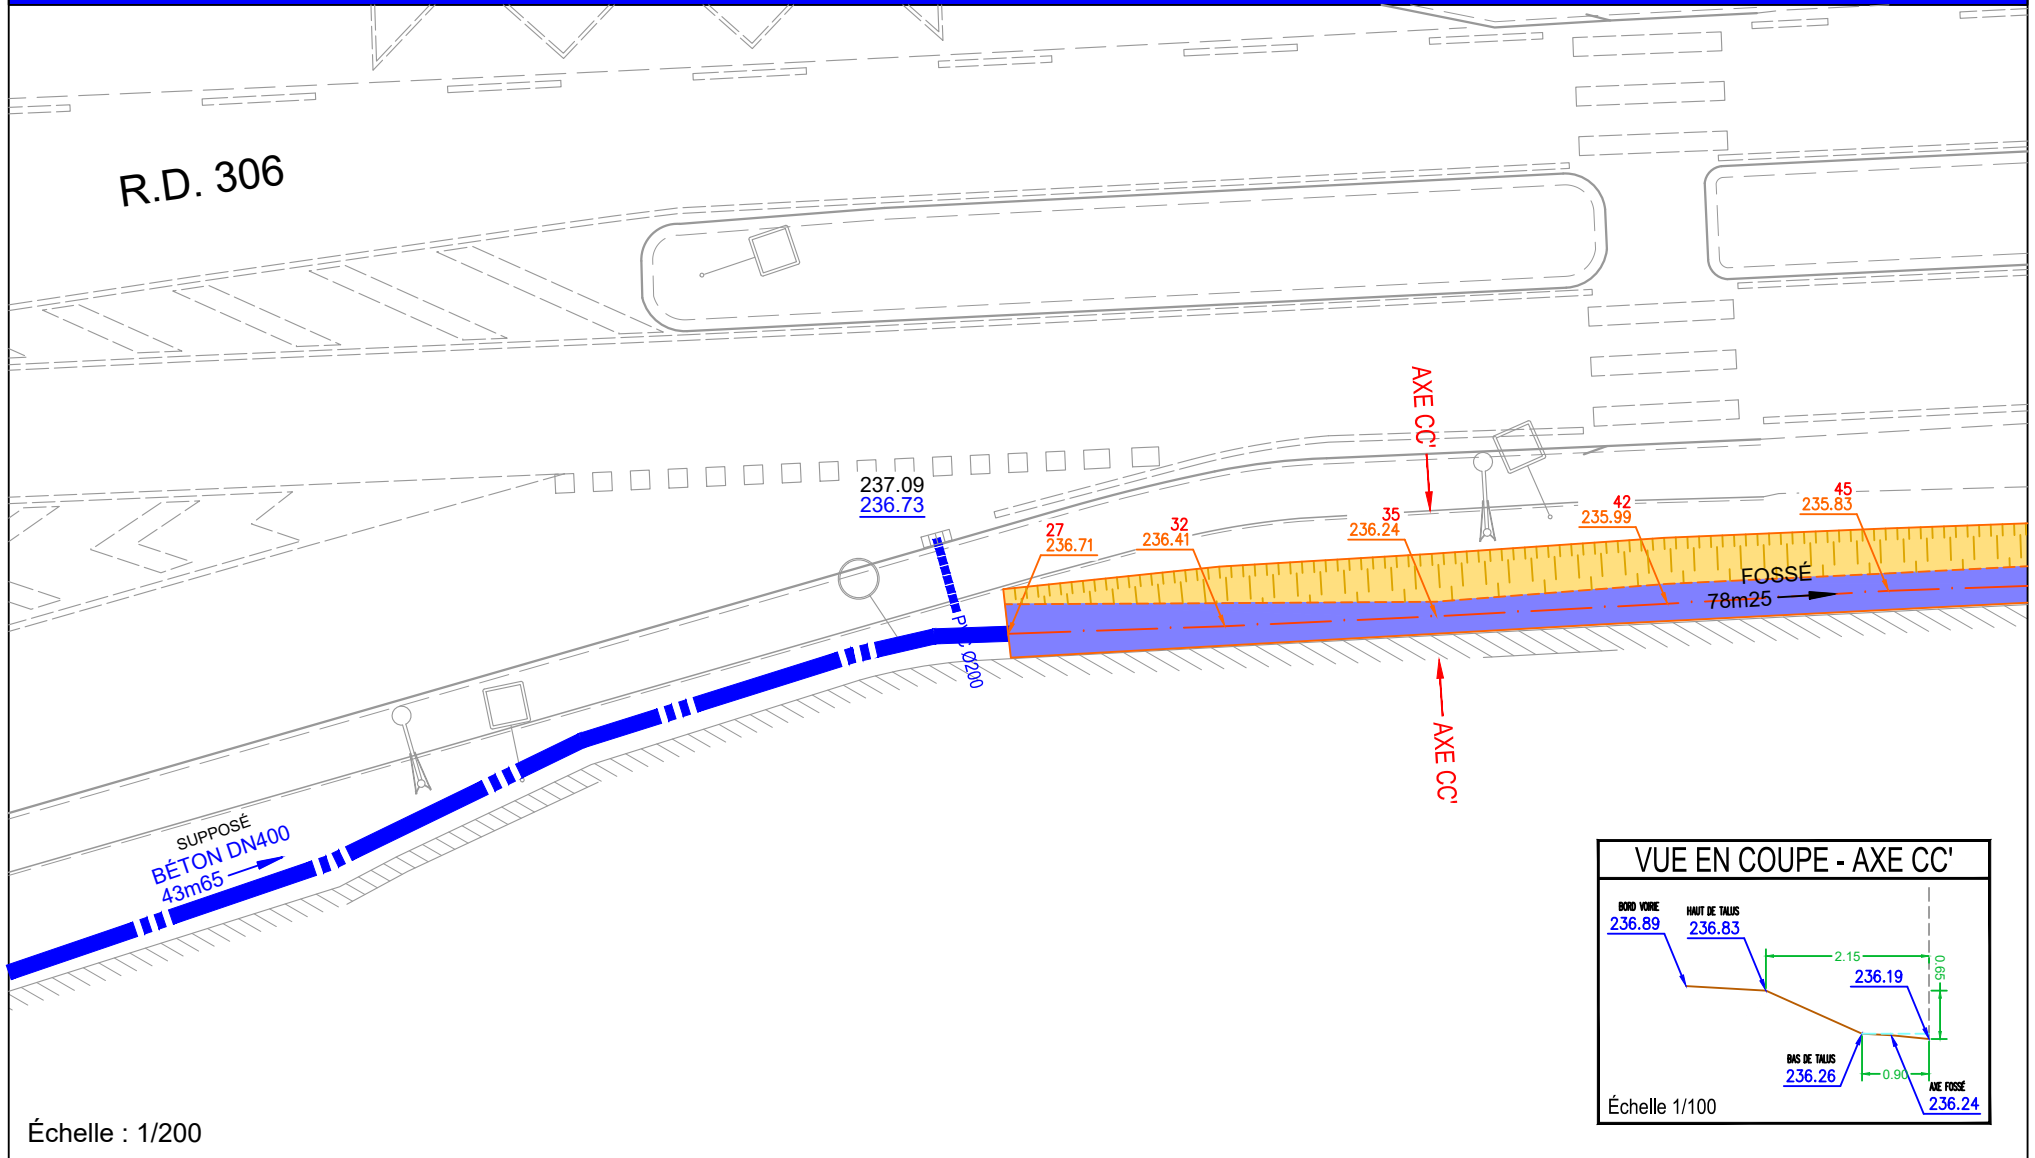 R.D. 306
AXE CC'
237.09
236.73
27
236.71
32
236.41
35
236.24
42
235.99
45
235.83
FOSSÉ
78m25
PVC Ø200
AXE CC'
SUPPOSÉ
BÉTON DN400
43m65
VUE EN COUPE - AXE CC'
BORD VOIRIE
236.89
HAUT DE TALUS
236.83
2.15
0.65
236.19
BAS DE TALUS
236.26
0.90
AXE FOSSÉ
236.24
Échelle 1/100
Échelle : 1/200